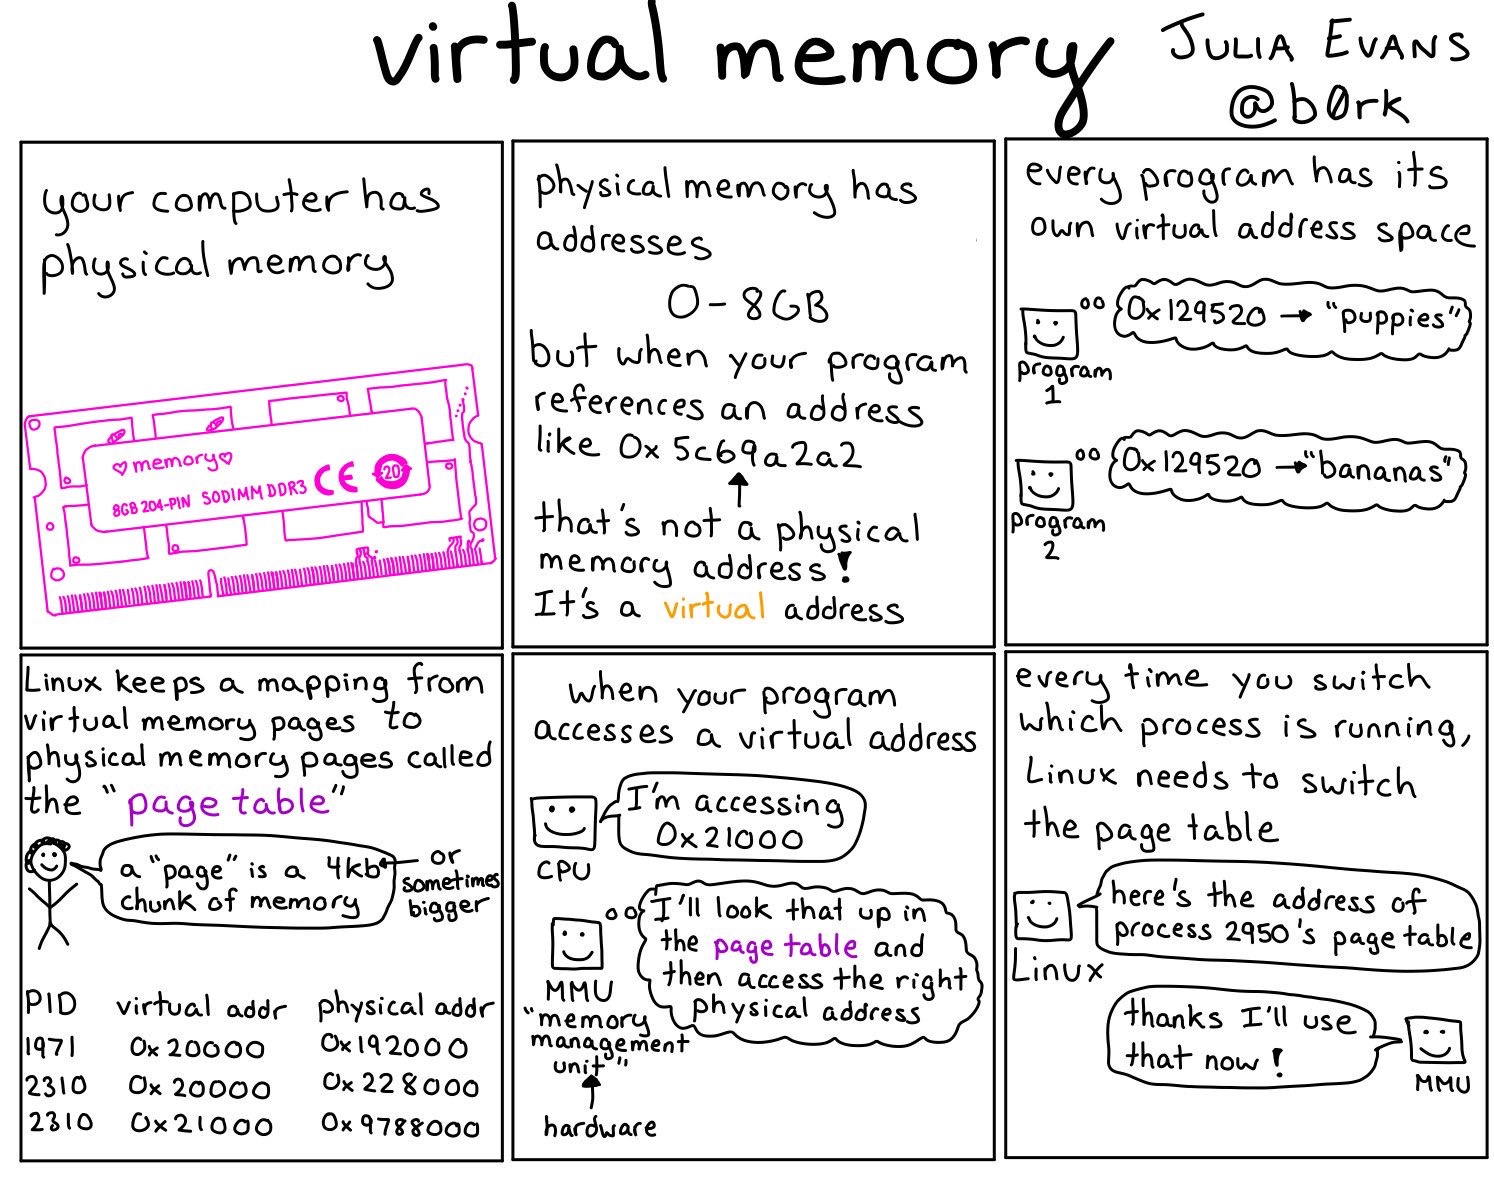 virtual memory
JULIA EVANS
@b0rk
your computer has
physical memory
♡memory♡
8GB 204-PIN SODIMM DDR3
CE
20
physical memory has
addresses
0-8GB
but when your program
references an address
like 0x5c69a2a2
that's not a physical
memory address!
It's a virtual address
every program has its
own virtual address space
0x129520 → "puppies"
program
1
0x129520 → "bananas"
program
2
Linux keeps a mapping from
virtual memory pages to
physical memory pages called
the "page table"
a "page" is a 4kb ← or
chunk of memory
sometimes
bigger
PID virtual addr physical addr
1971 0x20000 0x192000
2310 0x20000 0x228000
2310 0x21000 0x9788000
when your program
accesses a virtual address
I'm accessing
0x21000
CPU
I'll look that up in
the page table and
then access the right
physical address
MMU
"memory
management
unit"
hardware
every time you switch
which process is running,
Linux needs to switch
the page table
here's the address of
process 2950's page table
Linux
thanks I'll use
that now!
MMU